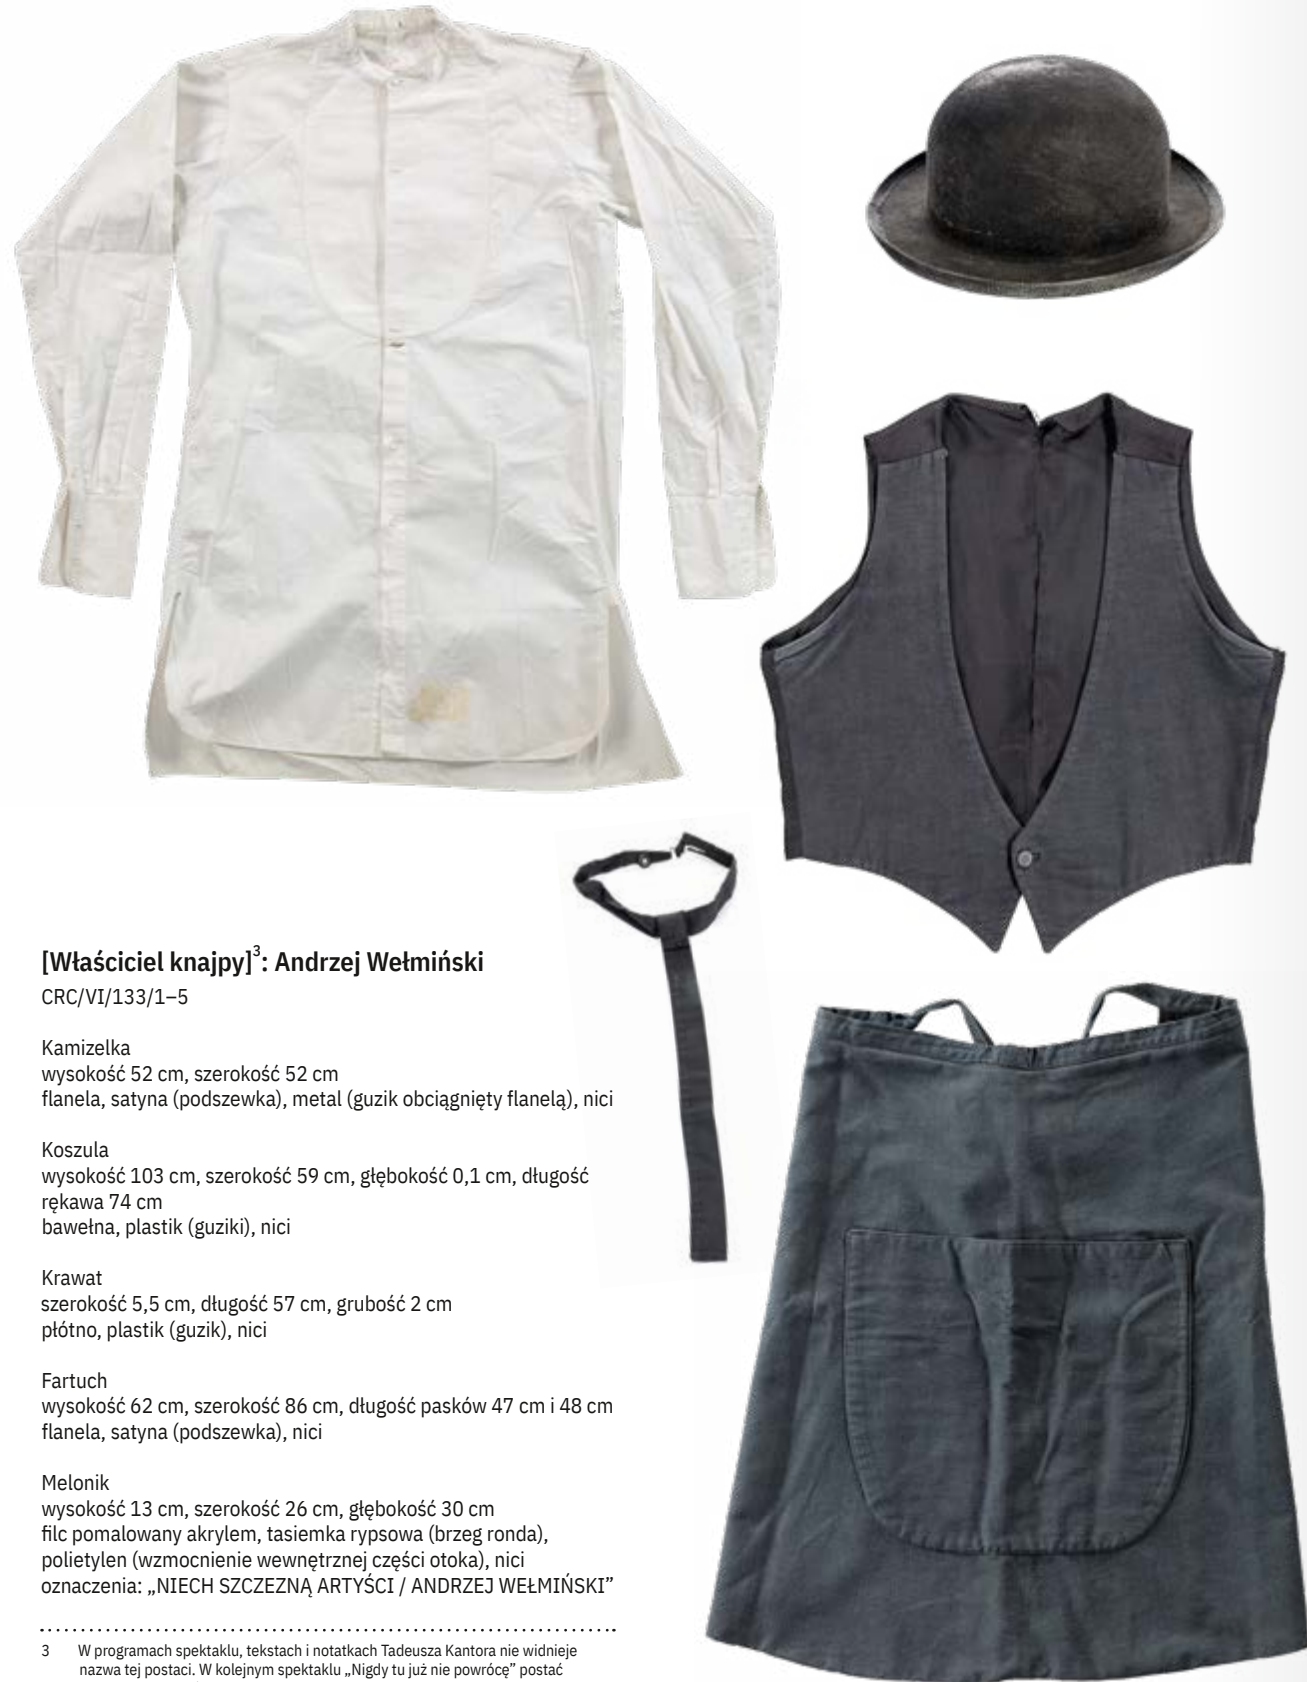 [Właściciel knajpy]³: Andrzej Wełmiński
CRC/VI/133/1–5
Kamizelka
wysokość 52 cm, szerokość 52 cm
flanela, satyna (podszewka), metal (guzik obciągnięty flanelą), nici
Koszula
wysokość 103 cm, szerokość 59 cm, głębokość 0,1 cm, długość
rękawa 74 cm
bawełna, plastik (guziki), nici
Krawat
szerokość 5,5 cm, długość 57 cm, grubość 2 cm
płótno, plastik (guzik), nici
Fartuch
wysokość 62 cm, szerokość 86 cm, długość pasków 47 cm i 48 cm
flanela, satyna (podszewka), nici
Melonik
wysokość 13 cm, szerokość 26 cm, głębokość 30 cm
filc pomalowany akrylem, tasiemka rypsowa (brzeg ronda),
polietylen (wzmocnienie wewnętrznej części otoka), nici
oznaczenia: „NIECH SZCZEZNĄ ARTYŚCI / ANDRZEJ WEŁMIŃSKI”
3 W programach spektaklu, tekstach i notatkach Tadeusza Kantora nie widnieje
nazwa tej postaci. W kolejnym spektaklu „Nigdy tu już nie powrócę” postać